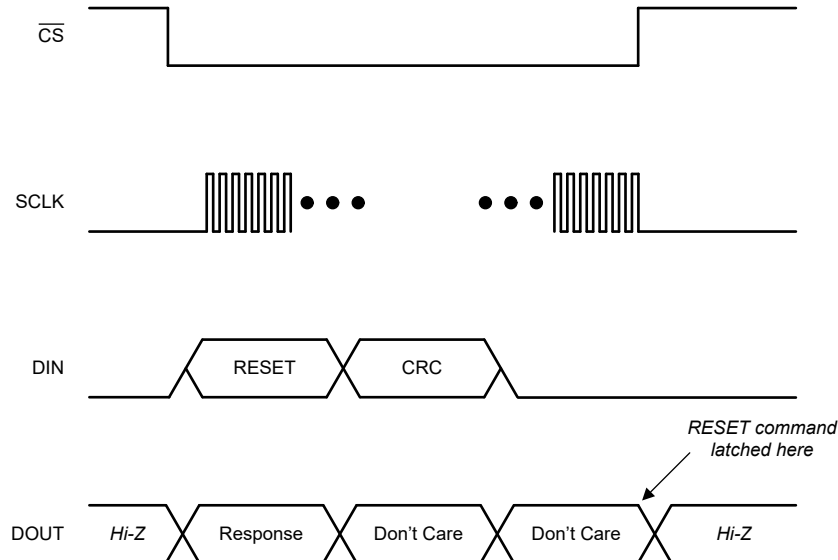 CS
SCLK
DIN
RESET
CRC
RESET command
latched here
DOUT
Hi-Z
Response
Don't Care
Don't Care
Hi-Z